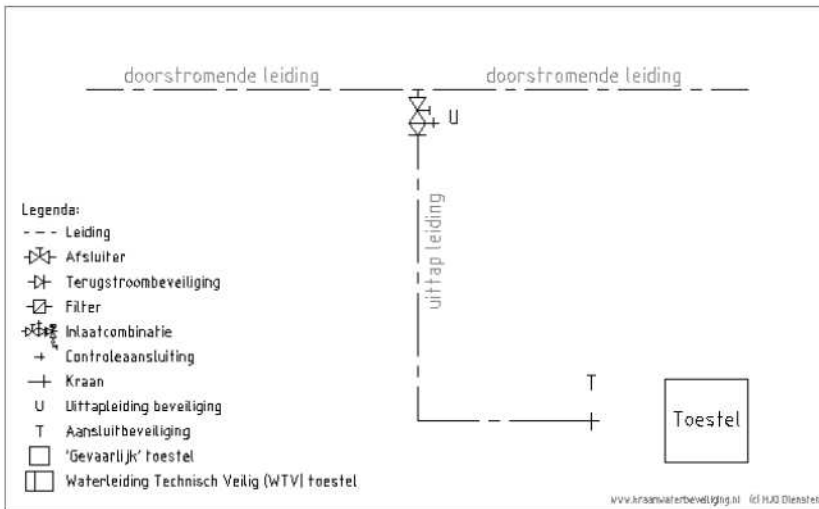 doorstromende leiding doorstromende leiding
U
uittap leiding
Legenda:
Leiding
Afsluiter
Terugstroombeveiliging
Filter
Inlaatcombinatie
Controleaansluiting
Kraan
U Uittapleiding beveiliging
T Aansluitbeveiliging
'Gevaarlijk' toestel
Waterleiding Technisch Veilig (WTV) toestel
T
Toestel
www.kraanwaterbeveiliging.nl (c) HJO Diensten